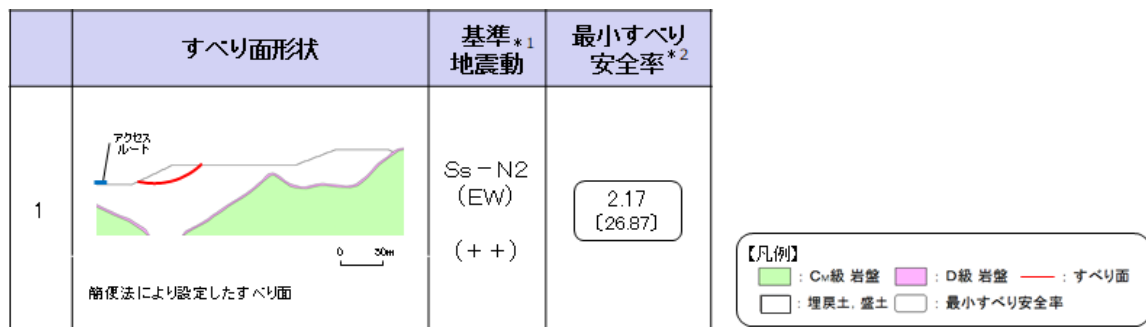 すべり面形状
基準*1
地震動
最小すべり
安全率*2
1
アクセス
ルート
0 30m
簡便法により設定したすべり面
Ss-N2
(EW)
(++)
2.17
〔26.87〕
【凡例】
：CM級 岩盤 ：D級 岩盤 ：すべり面
：埋戻土，盛土 ：最小すべり安全率